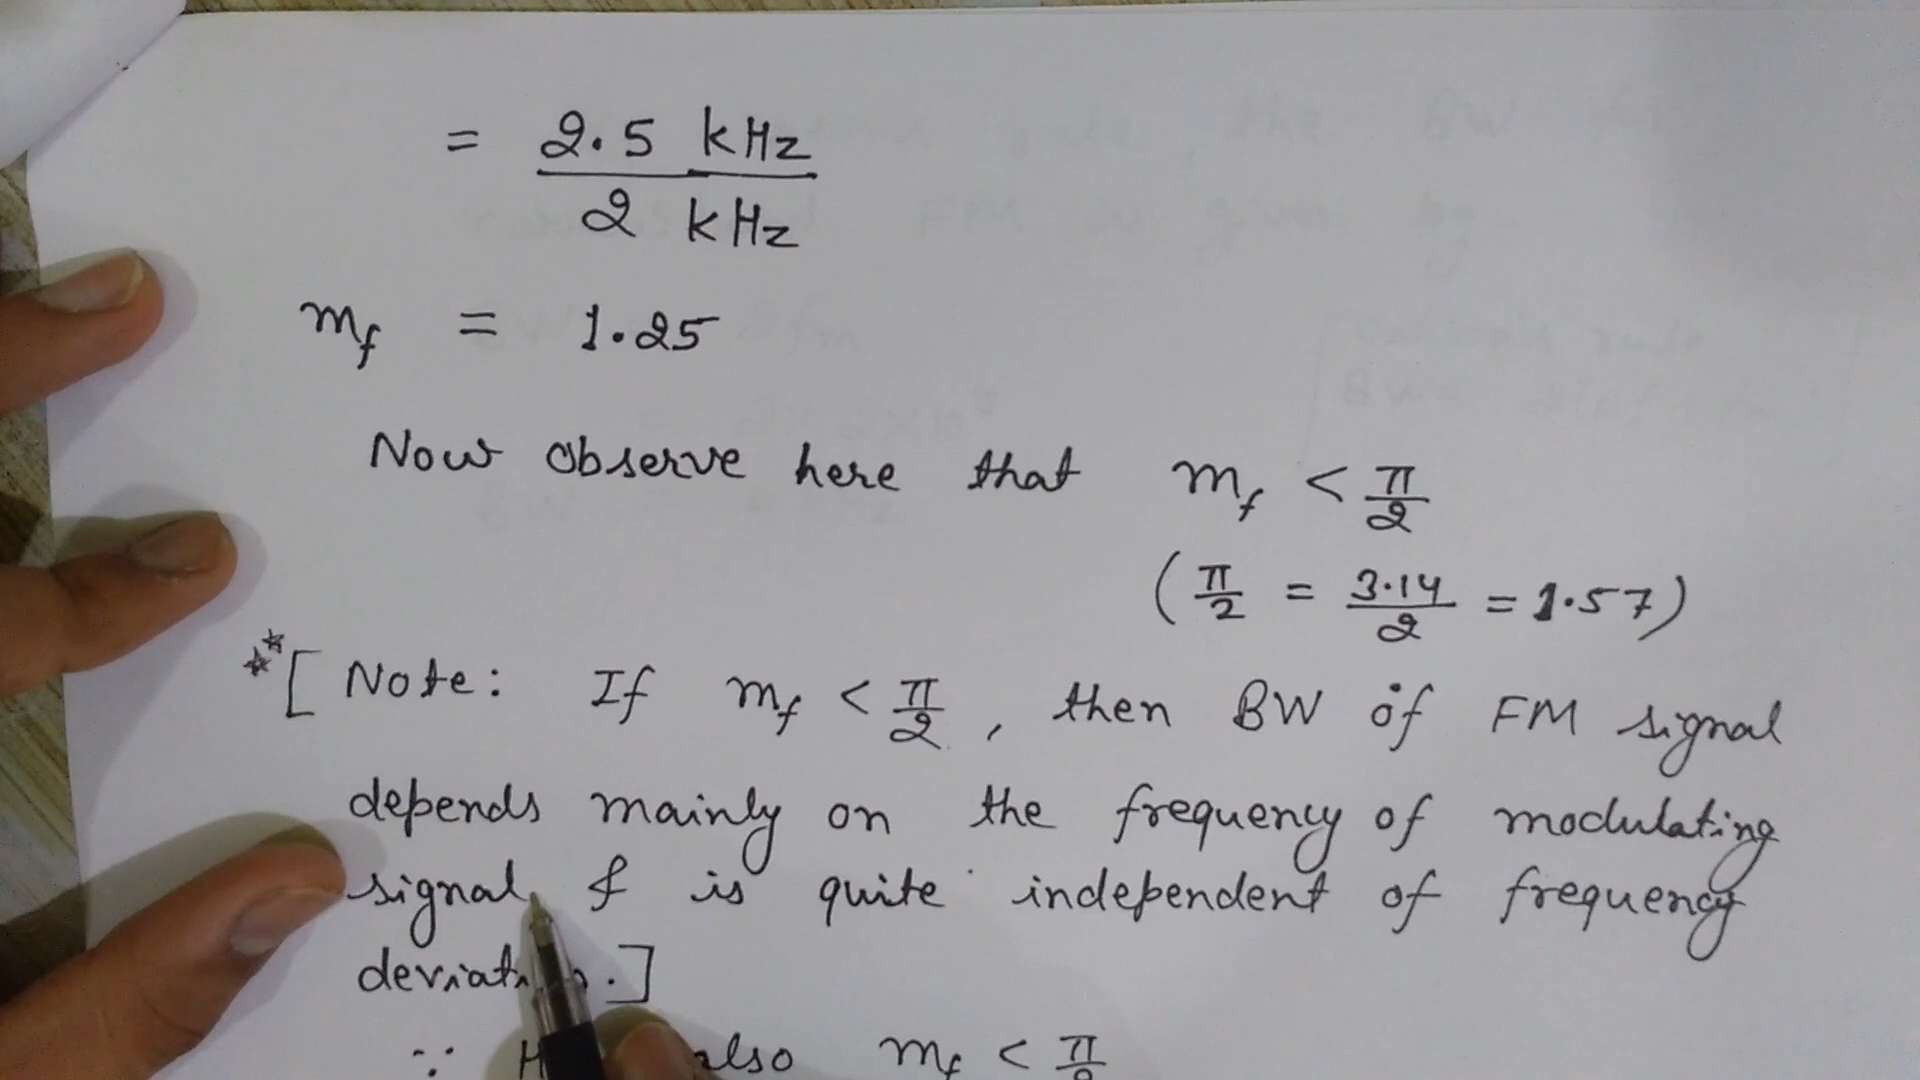 = 2.5 kHz / 2 kHz
mf = 1.25
Now observe here that mf < π/2
(π/2 = 3.14/2 = 1.57)
**[ Note: If mf < π/2 , then BW of FM signal
depends mainly on the frequency of modulating
signal & is quite independent of frequency
deviation.]
∵ also mf < π/2